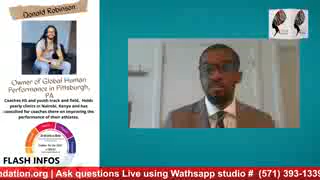 Donald Robinson
Owner of Global Human
Performance in Pittsburgh,
PA
Coaches HS and youth track and field, Holds
yearly clinics in Nairobi, Kenya and has
consulted for coaches there on improving the
performance of their athletes.
FLASH INFOS
ndation.org | Ask questions Live using Wathsapp studio # (571) 393-1339